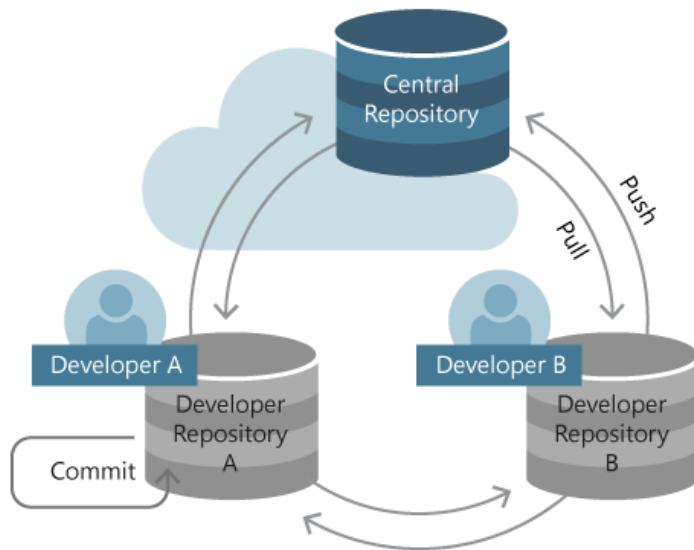 Central
Repository
Push
Pull
Developer A
Developer B
Developer
Repository
A
Developer
Repository
B
Commit